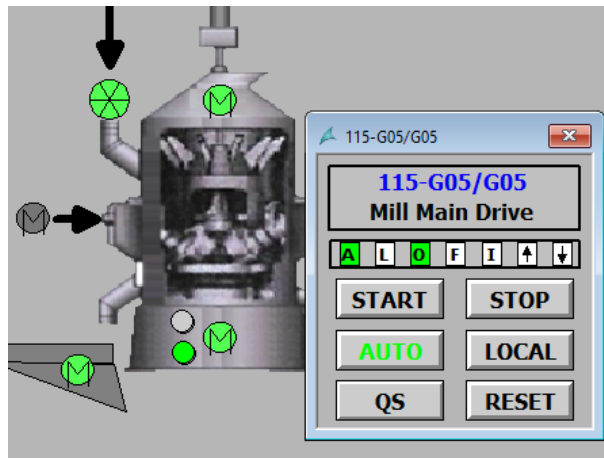 M
115-G05/G05
115-G05/G05
Mill Main Drive
A L O F I
M
START STOP
M
AUTO LOCAL
M
QS RESET